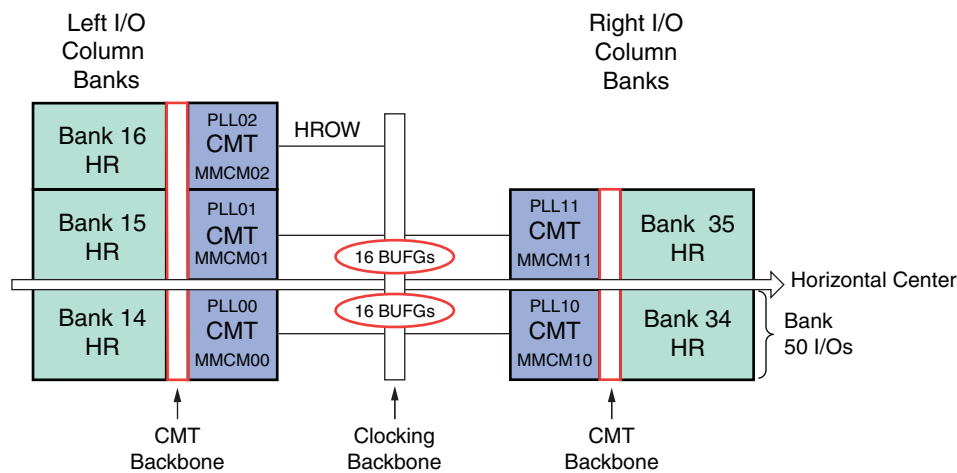 Left I/O
Column
Banks
Right I/O
Column
Banks
Bank 16
HR
PLL02
CMT
MMCM02
HROW
Bank 15
HR
PLL01
CMT
MMCM01
16 BUFGs
PLL11
CMT
MMCM11
Bank 35
HR
Horizontal Center
Bank 14
HR
PLL00
CMT
MMCM00
16 BUFGs
PLL10
CMT
MMCM10
Bank 34
HR
Bank
50 I/Os
CMT
Backbone
Clocking
Backbone
CMT
Backbone